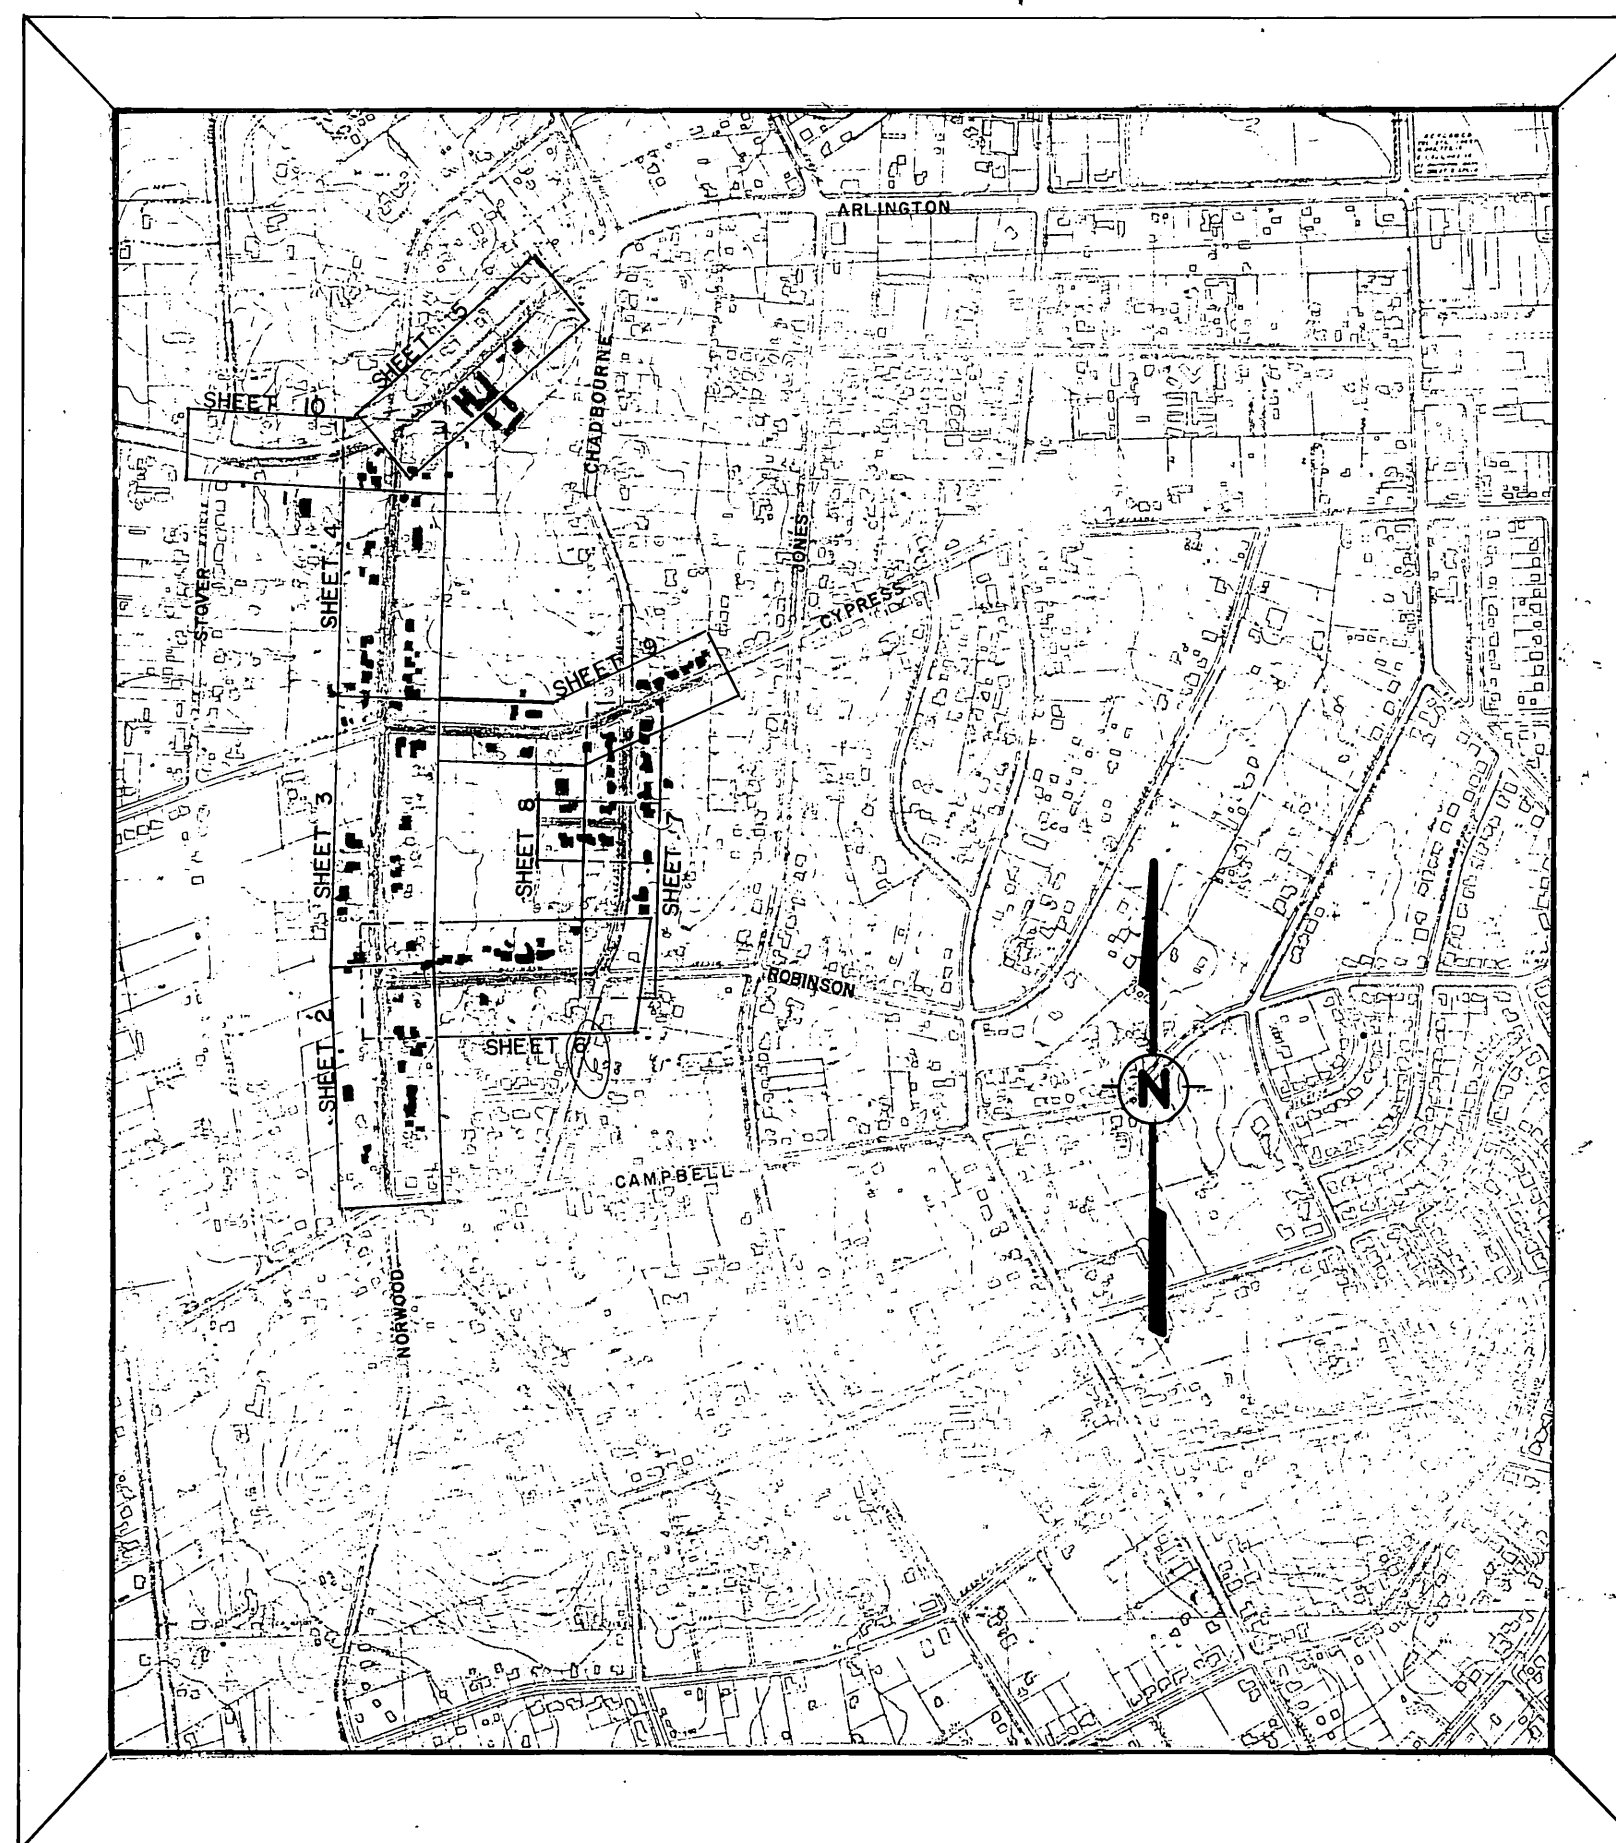 ARLINGTON
SHEET 5
SHEET 10
CHADBOURNE
SHEET 4
STOVER
JONES
CYPRESS
SHEET 9
SHEET 3
SHEET 8
SHEET 7
ROBINSON
SHEET 2
SHEET 6
N
CAMPBELL
NORWOOD